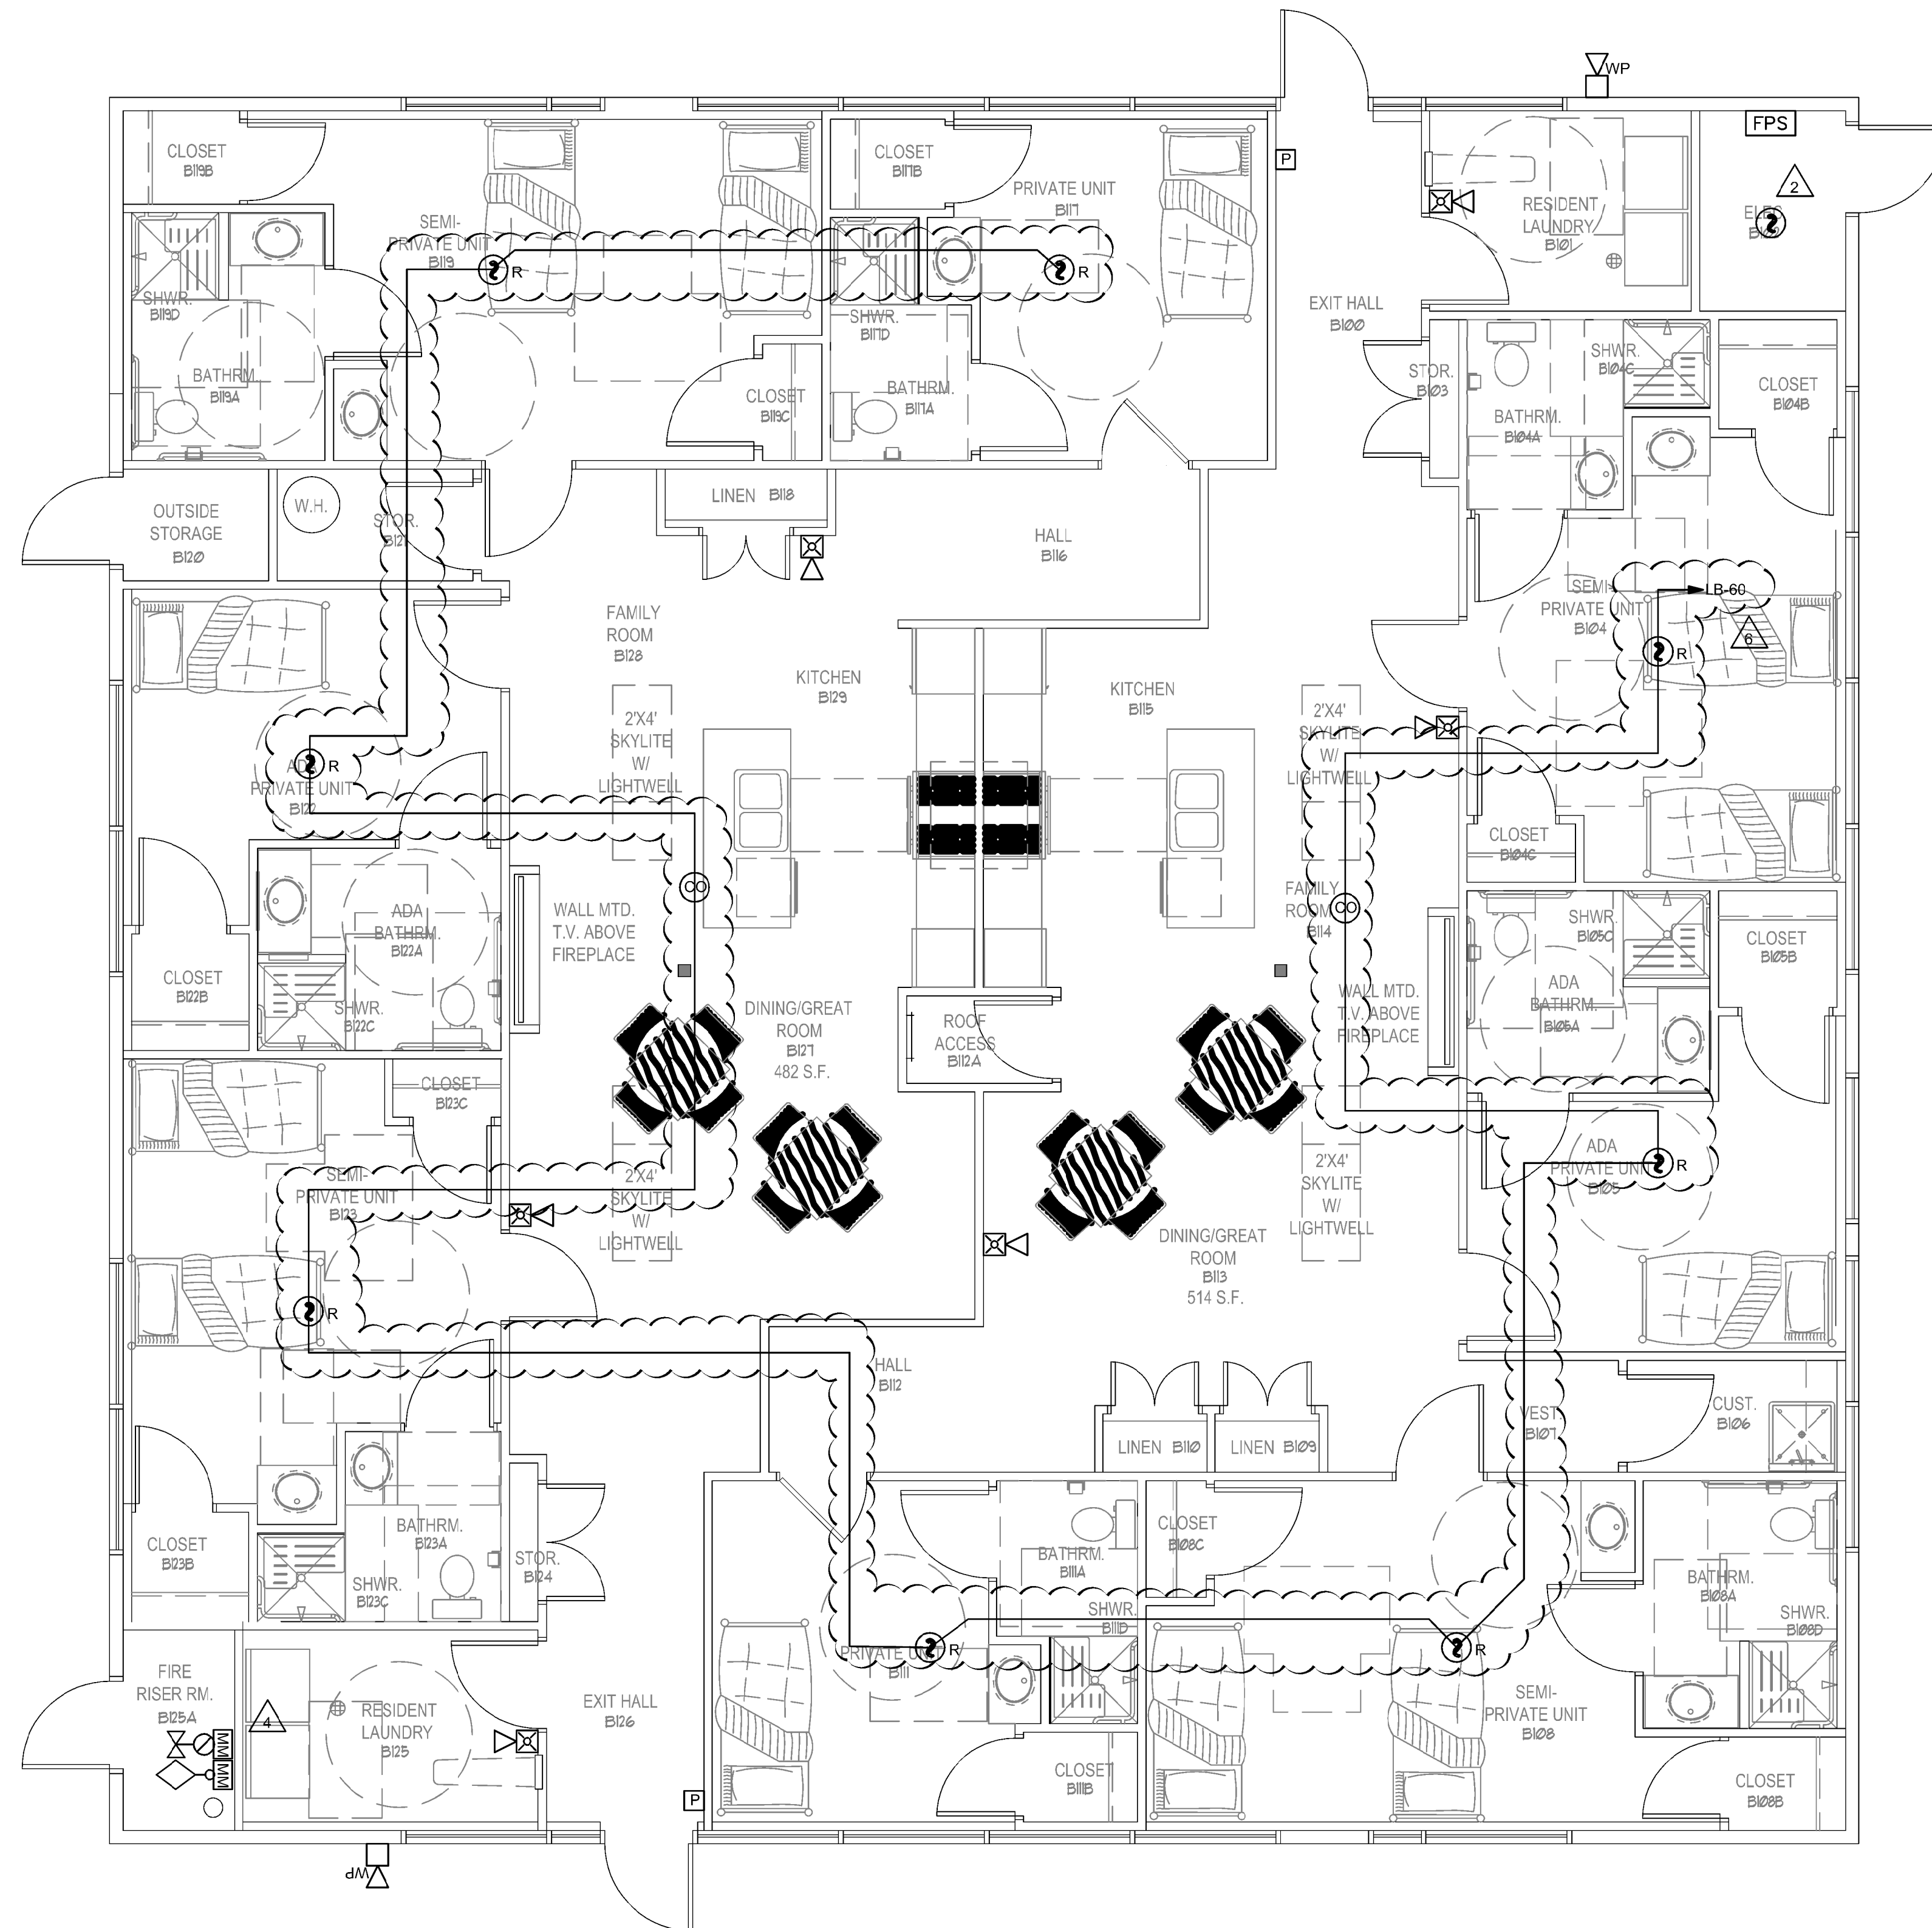 WP
FPS
CLOSET
B119B
CLOSET
B117B
PRIVATE UNIT
B117
P
2
RESIDENT
LAUNDRY
B101
ELEC.
SEMI-
PRIVATE UNIT
B119
R
R
SHWR.
B119D
SHWR.
B117D
EXIT HALL
B100
BATHRM.
B119A
CLOSET
B119C
BATHRM.
B117A
STOR.
B103
SHWR.
B104C
CLOSET
B104B
BATHRM.
B104A
OUTSIDE
STORAGE
B120
W.H.
STOR.
B121
LINEN B118
HALL
B116
SEMI-
PRIVATE UNIT
B104
LB-60
6
R
FAMILY
ROOM
B128
KITCHEN
B129
KITCHEN
B115
2'X4'
SKYLITE
W/
LIGHTWELL
2'X4'
SKYLITE
W/
LIGHTWELL
ADA
PRIVATE UNIT
B122
R
CLOSET
B104C
CO
CO
FAMILY
ROOM
B114
ADA
BATHRM.
B122A
WALL MTD.
T.V. ABOVE
FIREPLACE
SHWR.
B105C
CLOSET
B105B
CLOSET
B122B
SHWR.
B122C
DINING/GREAT
ROOM
B127
482 S.F.
ROOF
ACCESS
B112A
WALL MTD.
T.V. ABOVE
FIREPLACE
ADA
BATHRM.
B105A
CLOSET
B123C
SEMI-
PRIVATE UNIT
B123
R
2'X4'
SKYLITE
W/
LIGHTWELL
2'X4'
SKYLITE
W/
LIGHTWELL
ADA
PRIVATE UNIT
B105
R
DINING/GREAT
ROOM
B113
514 S.F.
HALL
B112
LINEN B110
LINEN B109
VEST.
B107
CUST.
B106
CLOSET
B123B
BATHRM.
B123A
SHWR.
B123C
STOR.
B124
BATHRM.
B111A
CLOSET
B108C
BATHRM.
B108A
SHWR.
B111D
SHWR.
B108D
PRIVATE UNIT
B111
R
R
FIRE
RISER RM.
B125A
4
RESIDENT
LAUNDRY
B125
EXIT HALL
B126
SEMI-
PRIVATE UNIT
B108
MM
MM
CLOSET
B111B
CLOSET
B108B
P
WP